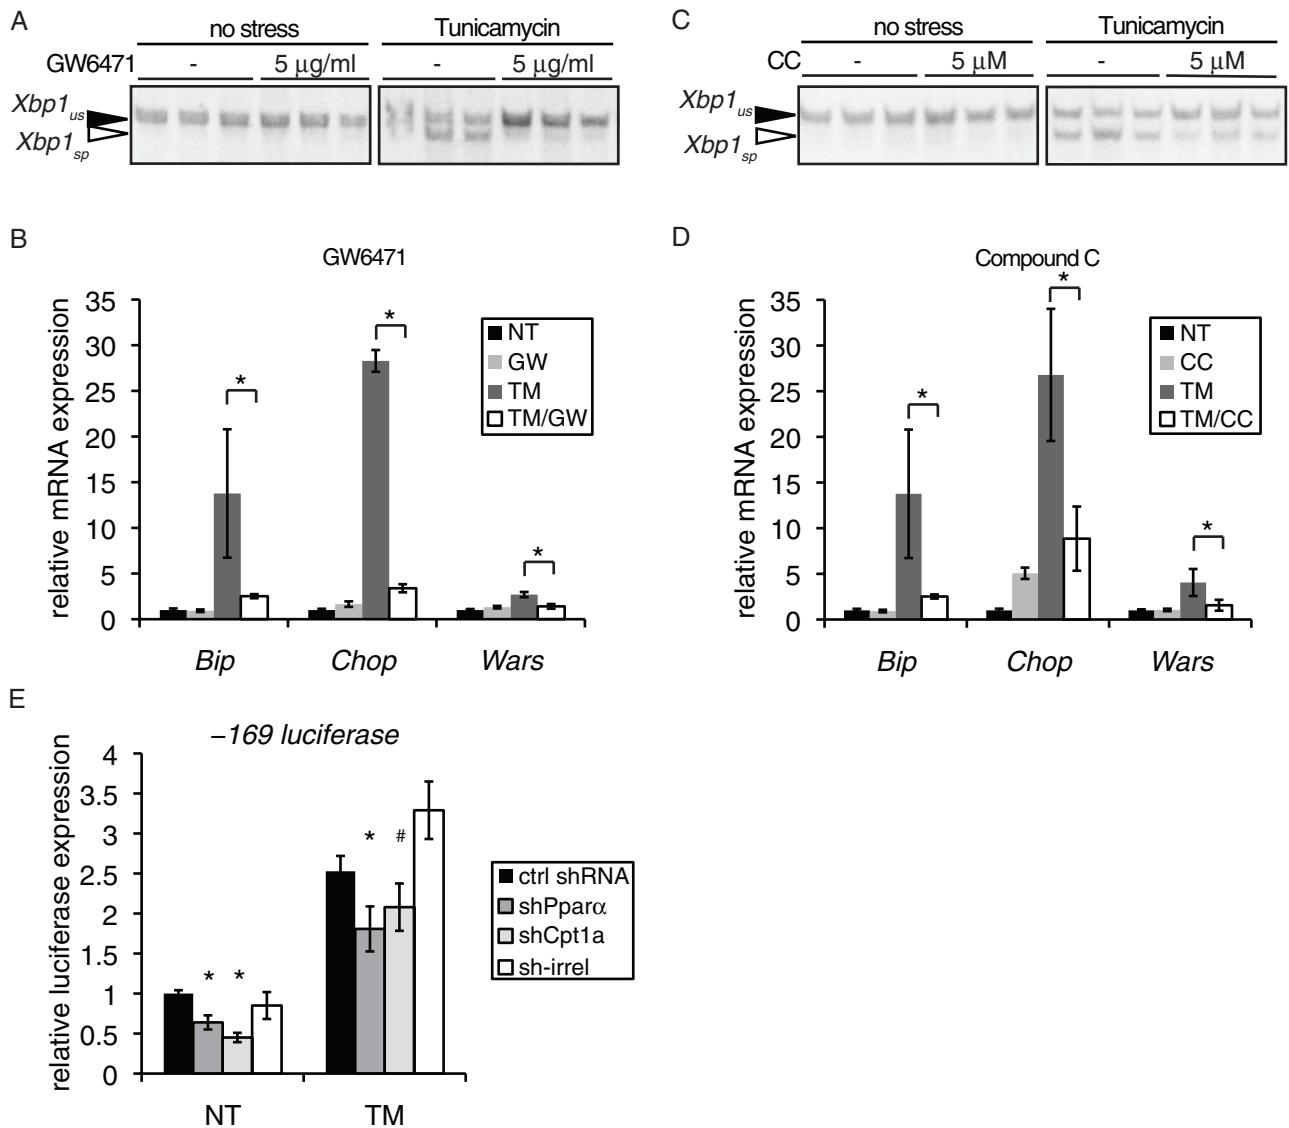 A
no stress
Tunicamycin
GW6471
-
5 µg/ml
-
5 µg/ml
Xbp1us
Xbp1sp
C
no stress
Tunicamycin
CC
-
5 µM
-
5 µM
Xbp1us
Xbp1sp
B
GW6471
relative mRNA expression
35
30
25
20
15
10
5
0
*
*
*
NT
GW
TM
TM/GW
Bip
Chop
Wars
D
Compound C
relative mRNA expression
35
30
25
20
15
10
5
0
*
*
*
NT
CC
TM
TM/CC
Bip
Chop
Wars
E
–169 luciferase
relative luciferase expression
4
3.5
3
2.5
2
1.5
1
0.5
0
* *
* #
ctrl shRNA
shPparα
shCpt1a
sh-irrel
NT
TM